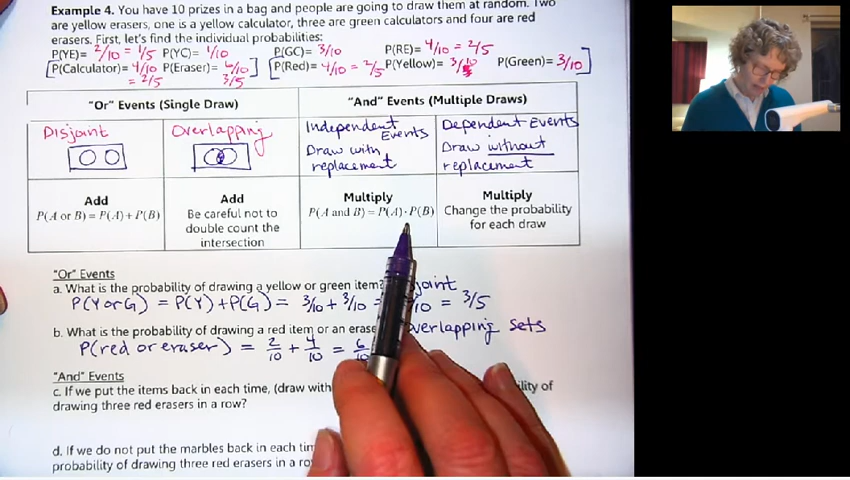 Example 4. You have 10 prizes in a bag and people are going to draw them at random. Two
are yellow erasers, one is a yellow calculator, three are green calculators and four are red
erasers. First, let's find the individual probabilities:
P(YE)= 2/10 = 1/5 P(YC)= 1/10 P(GC)= 3/10 P(RE)= 4/10 = 2/5
[P(Calculator)= 4/10 = 2/5 P(Eraser)= 6/10 3/5] [P(Red)= 4/10 = 2/5 P(Yellow)= 3/10 P(Green)= 3/10]
"Or" Events (Single Draw)
"And" Events (Multiple Draws)
Disjoint
Overlapping
Independent Events
Draw with
replacement
Dependent Events
Draw without
replacement
Add
P(A or B) = P(A) + P(B)
Add
Be careful not to
double count the
intersection
Multiply
P(A and B) = P(A) · P(B)
Multiply
Change the probability
for each draw
"Or" Events
a. What is the probability of drawing a yellow or green item? joint
P(Y or G) = P(Y) + P(G) = 3/10 + 3/10 = /10 = 3/5
b. What is the probability of drawing a red item or an erase overlapping sets
P(red or eraser) = 2/10 + 4/10 = 6/10
"And" Events
c. If we put the items back in each time, (draw with ility of
drawing three red erasers in a row?
d. If we do not put the marbles back in each tim
probability of drawing three red erasers in a ro